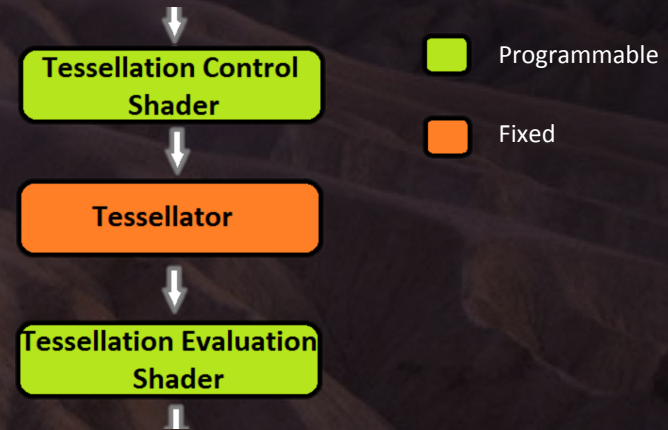 Tessellation Control
Shader
Programmable
Fixed
Tessellator
Tessellation Evaluation
Shader